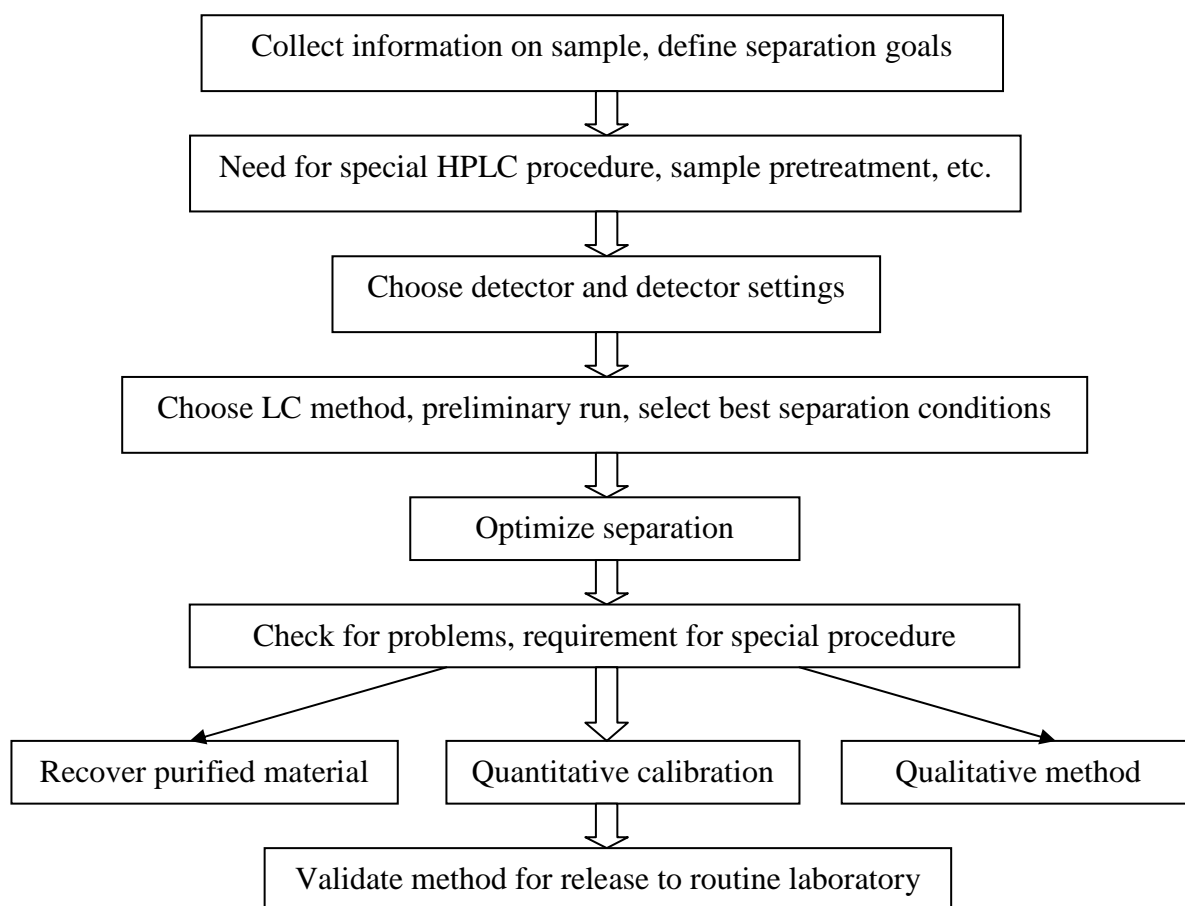 Collect information on sample, define separation goals
Need for special HPLC procedure, sample pretreatment, etc.
Choose detector and detector settings
Choose LC method, preliminary run, select best separation conditions
Optimize separation
Check for problems, requirement for special procedure
Recover purified material
Quantitative calibration
Qualitative method
Validate method for release to routine laboratory